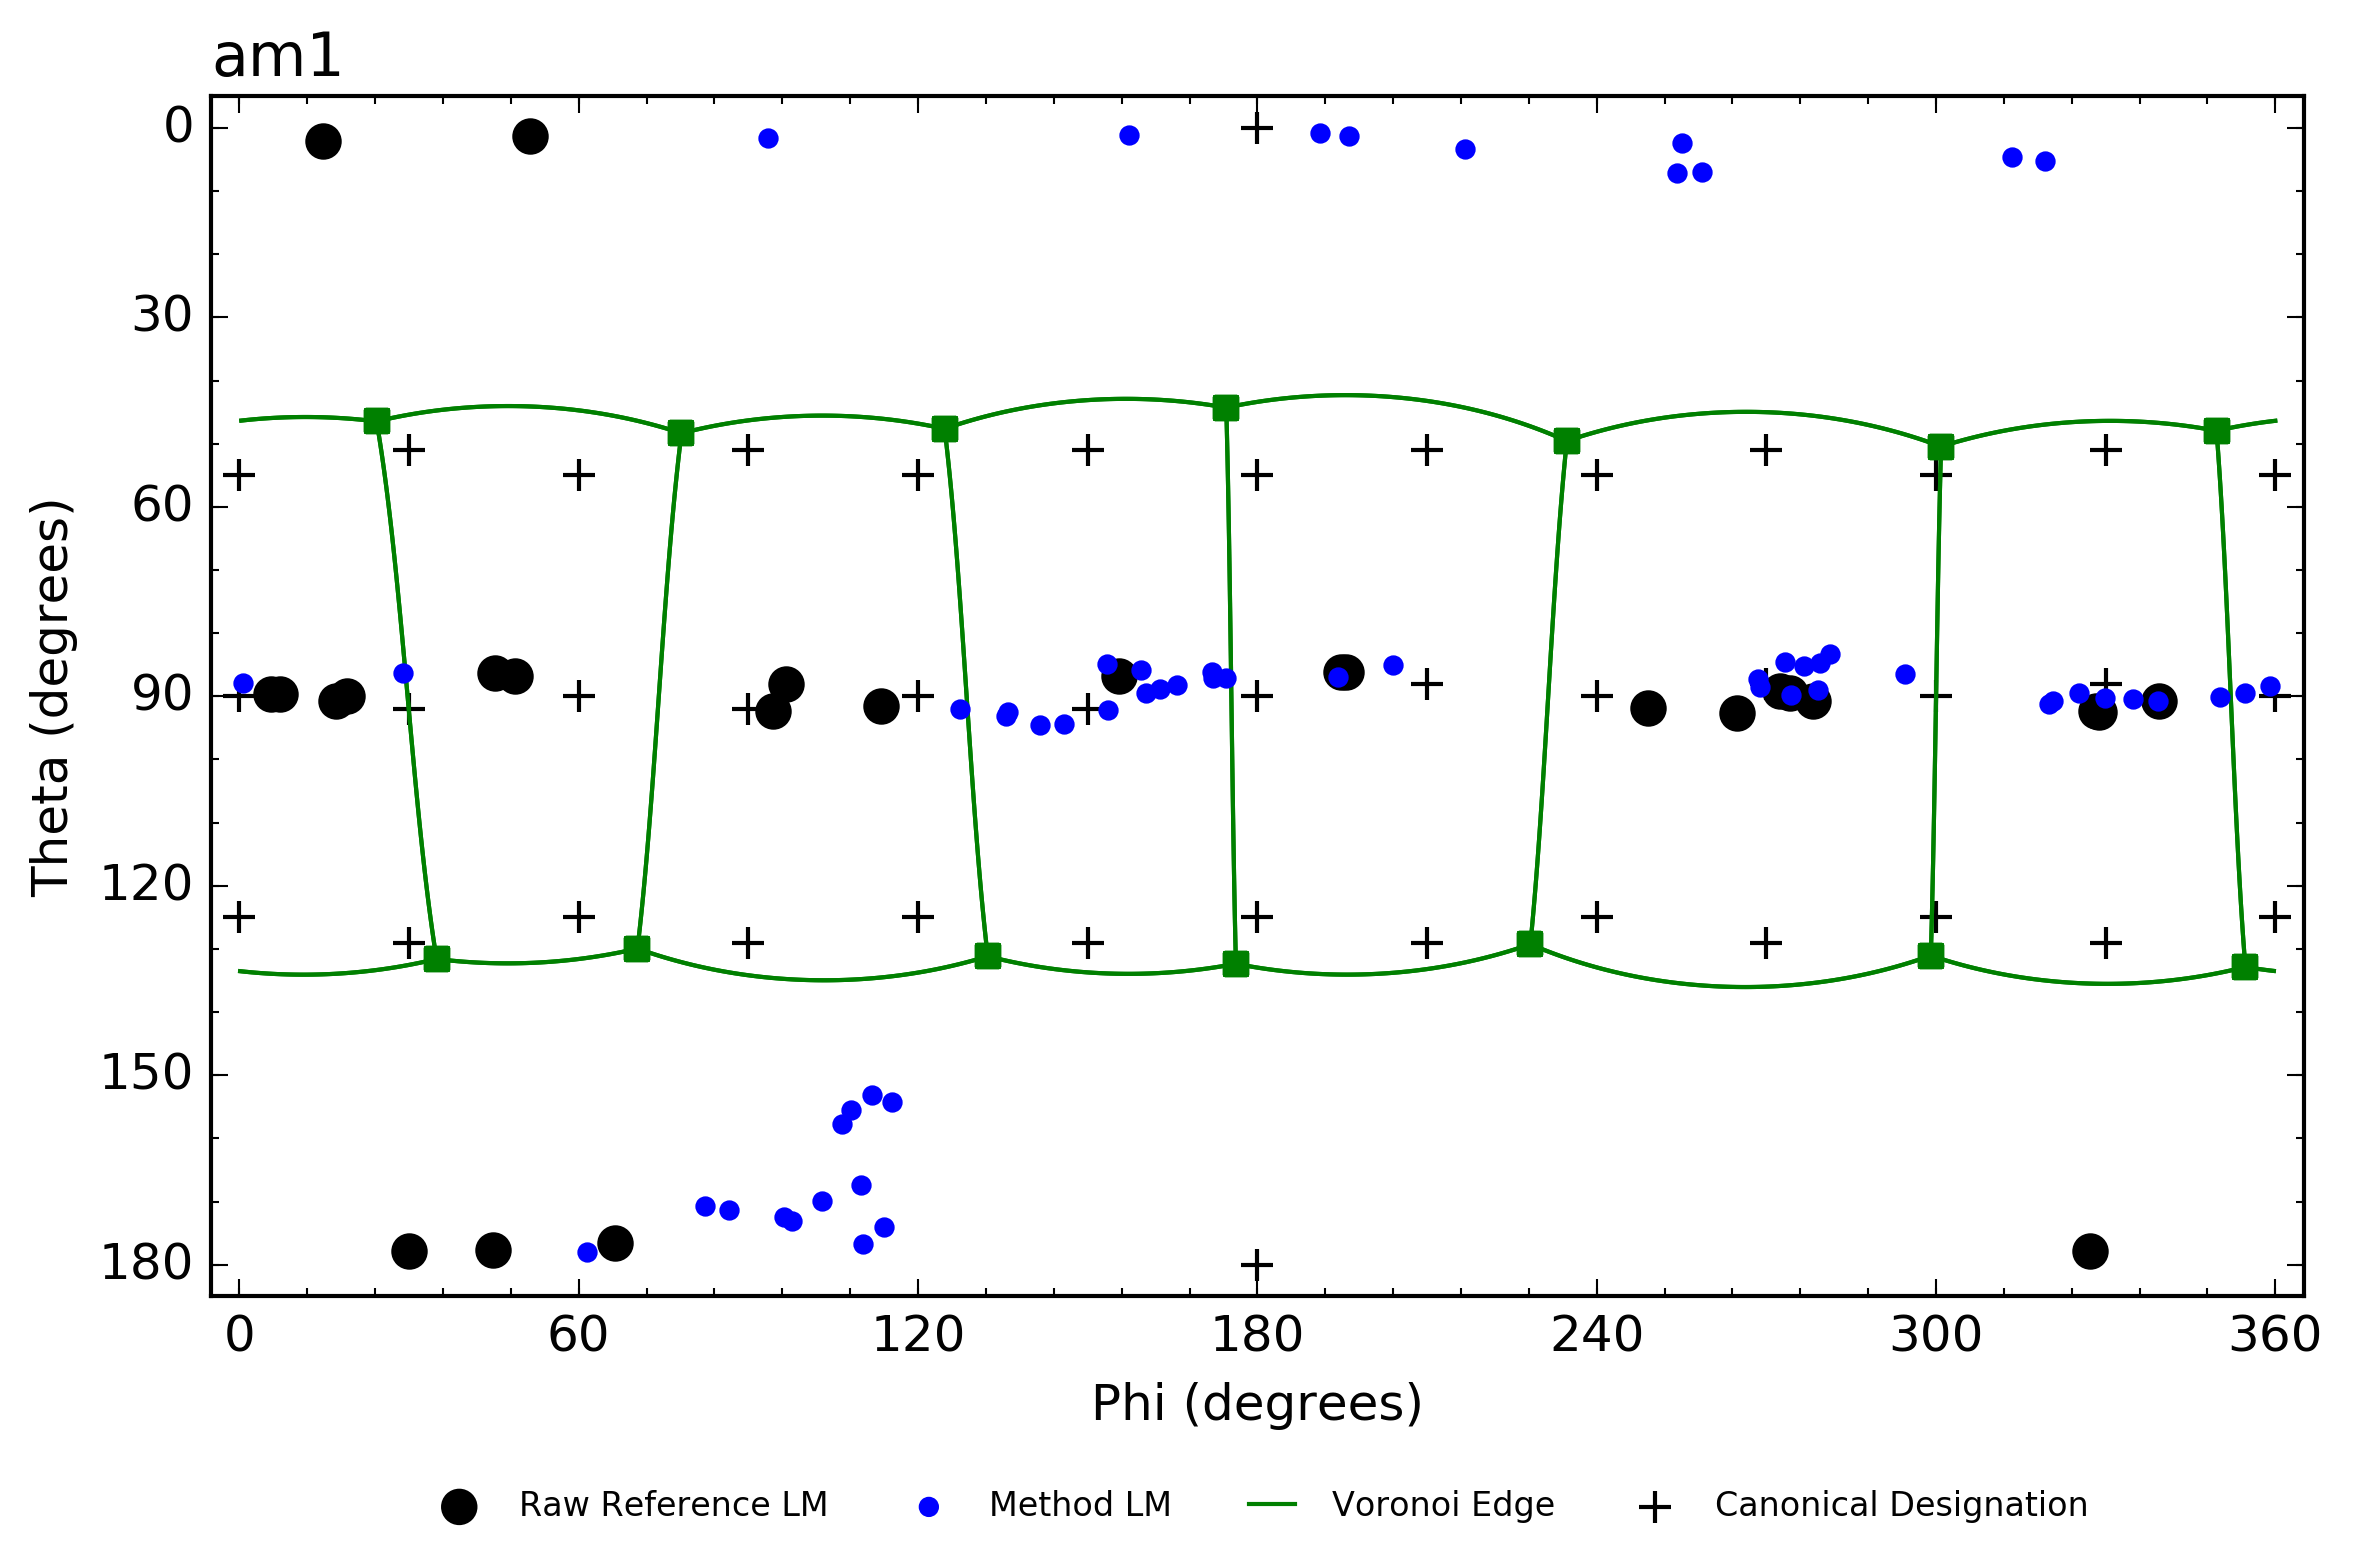 am1
0
30
60
90
120
150
180
Theta (degrees)
0 60 120 180 240 300 360
Phi (degrees)
Raw Reference LM Method LM Voronoi Edge Canonical Designation